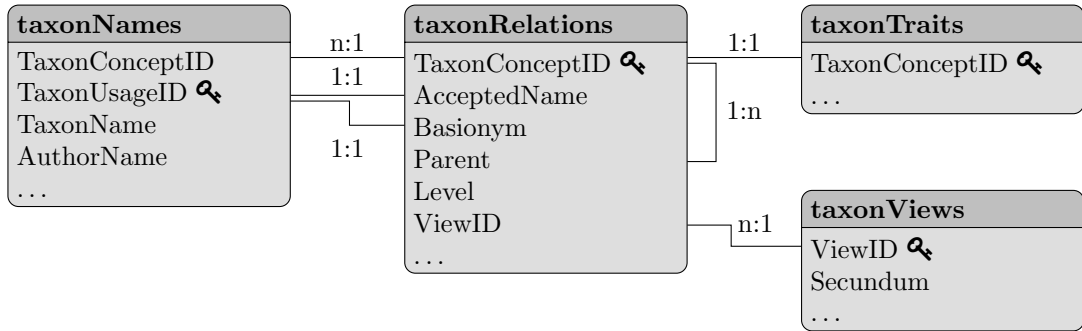 taxonNames
TaxonConceptID
TaxonUsageID
TaxonName
AuthorName
...
n:1
1:1
1:1
taxonRelations
TaxonConceptID
AcceptedName
Basionym
Parent
Level
ViewID
...
1:1
1:n
n:1
taxonTraits
TaxonConceptID
...
taxonViews
ViewID
Secundum
...